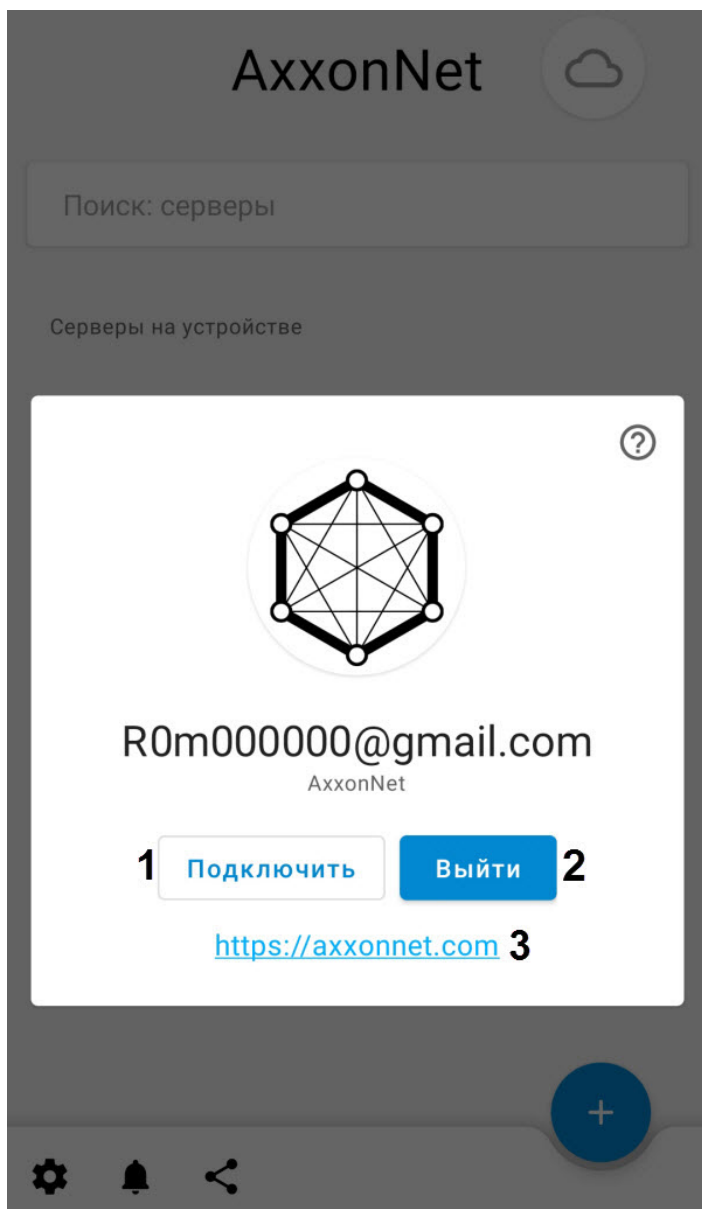 AxxonNet
Поиск: серверы
Серверы на устройстве
R0m000000@gmail.com
AxxonNet
1 Подключить Выйти 2
https://axxonnet.com 3